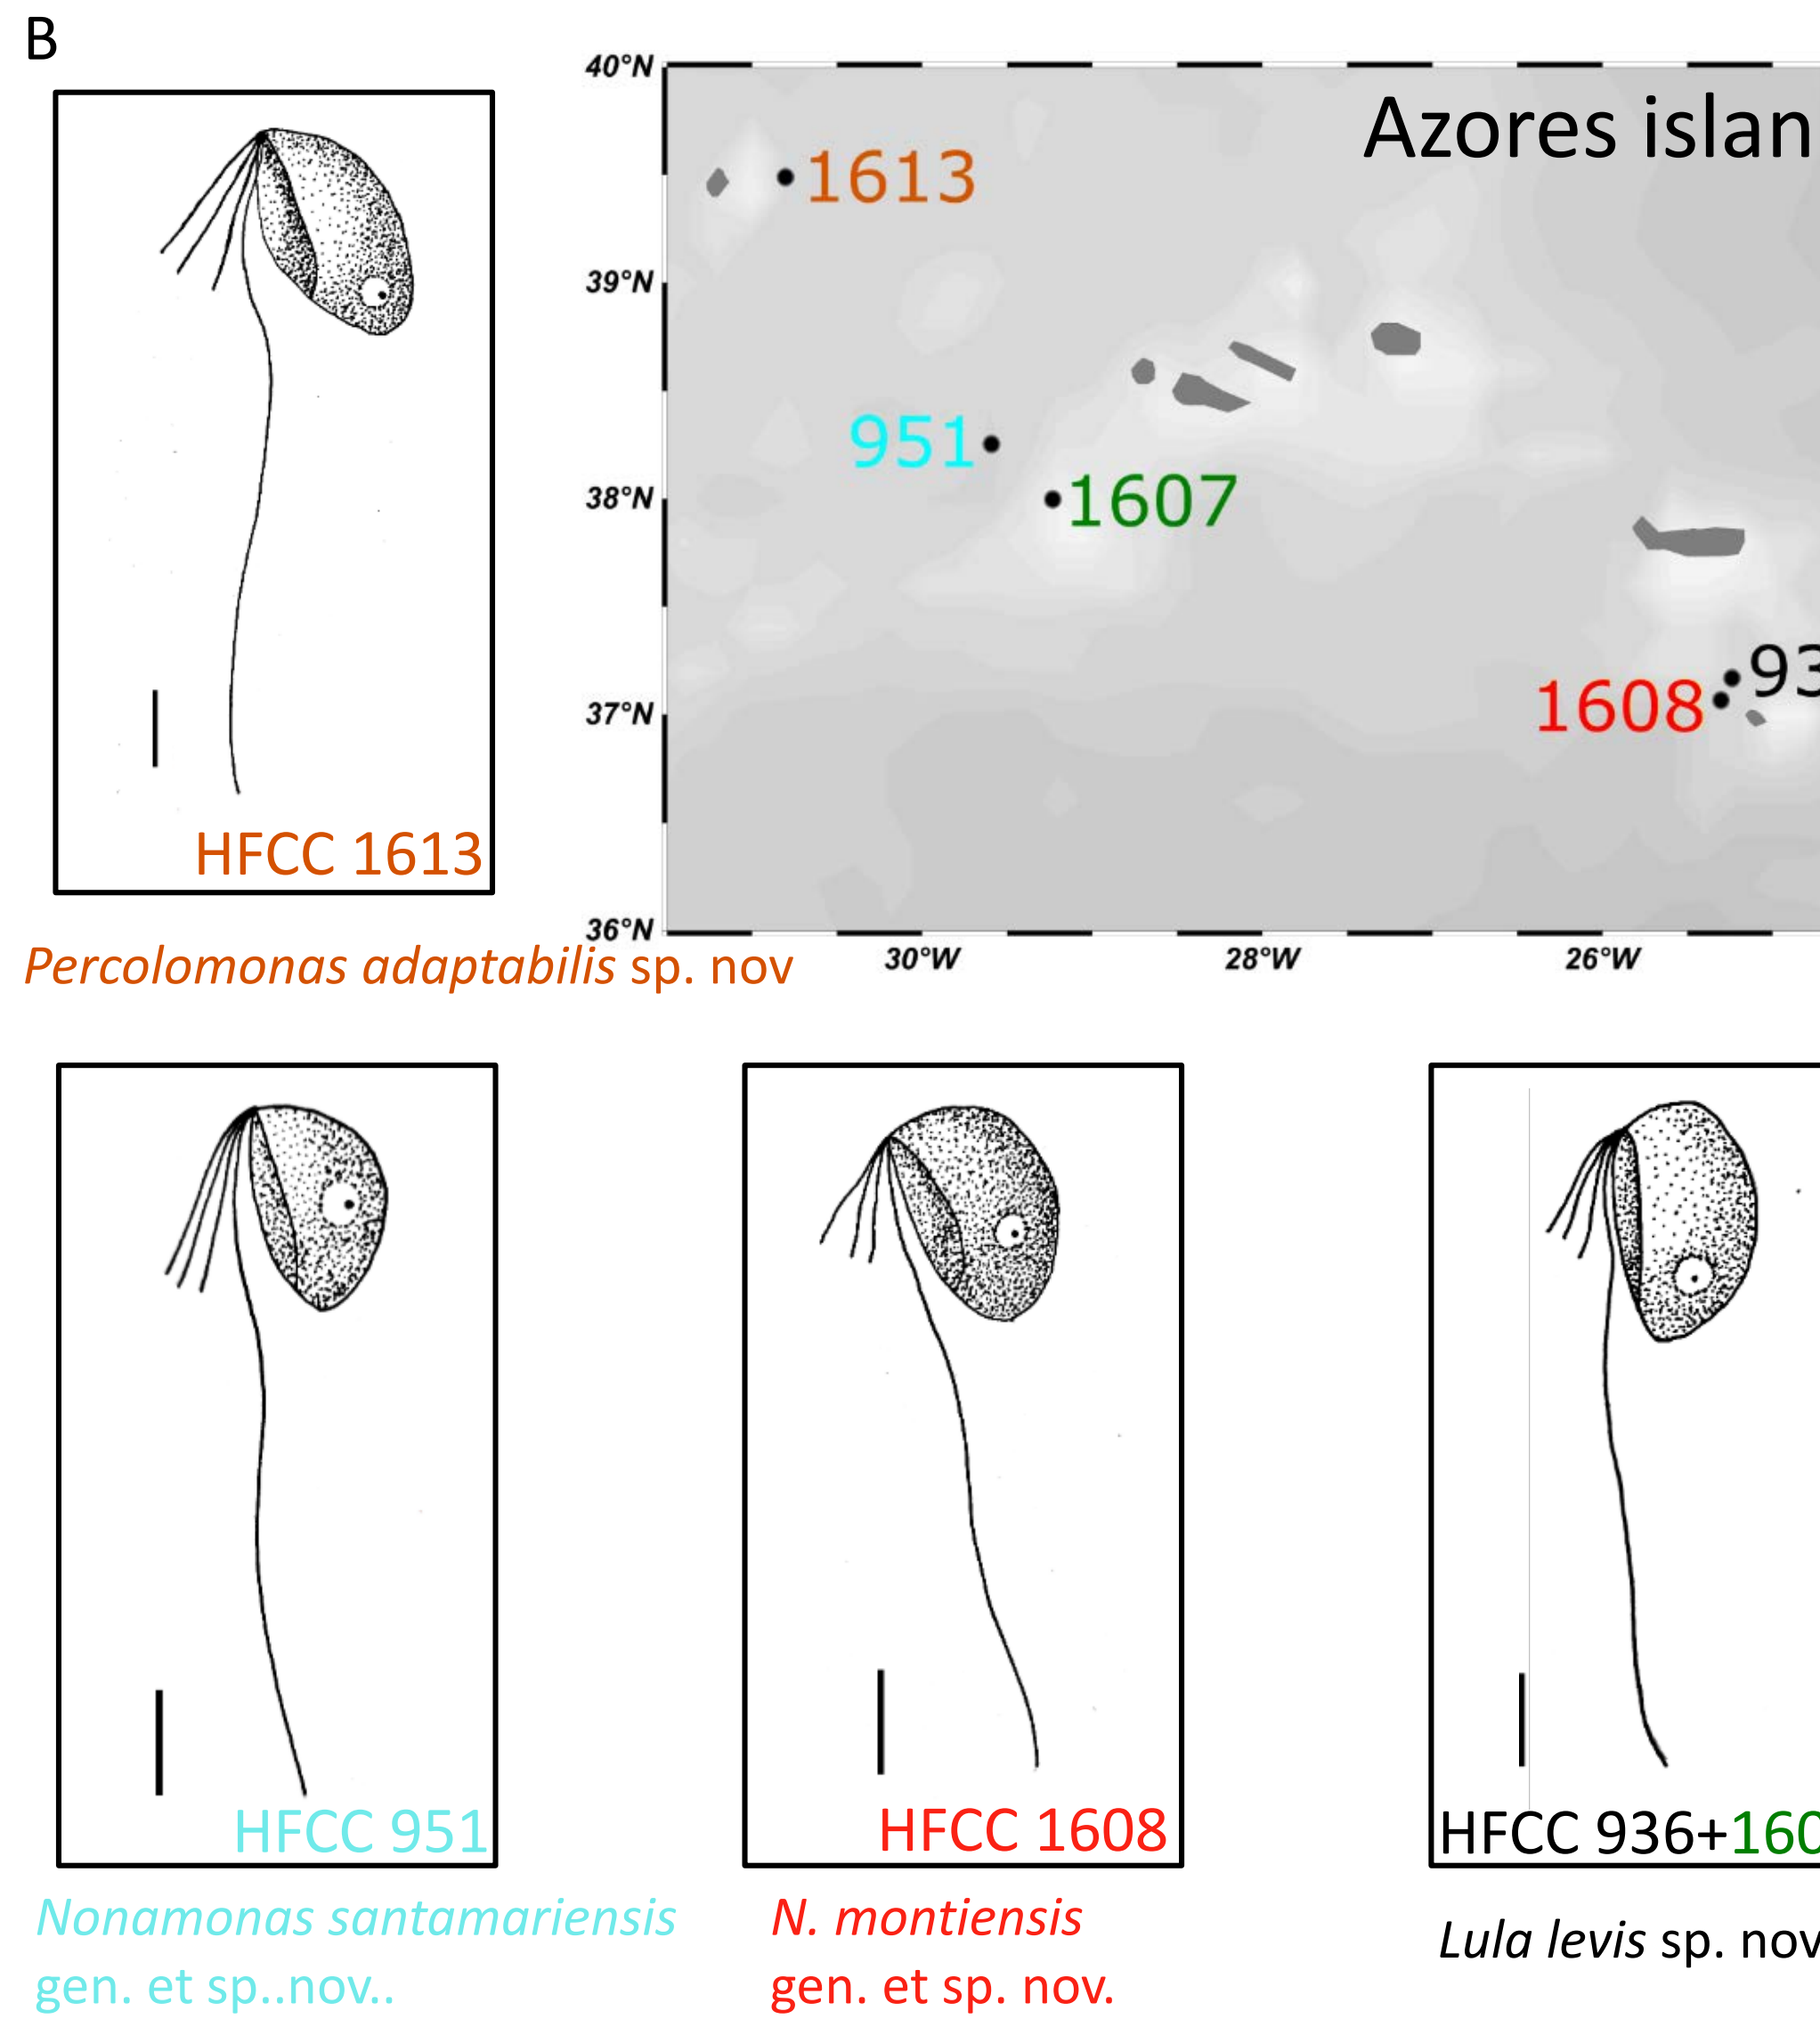 B
40°N
Azores islan
1613
39°N
951
38°N
1607
93
37°N
1608
HFCC 1613
36°N
Percolomonas adaptabilis sp. nov
30°W
28°W
26°W
HFCC 951
HFCC 1608
HFCC 936+160
Nonamonas santamariensis
gen. et sp..nov..
N. montiensis
gen. et sp. nov.
Lula levis sp. nov